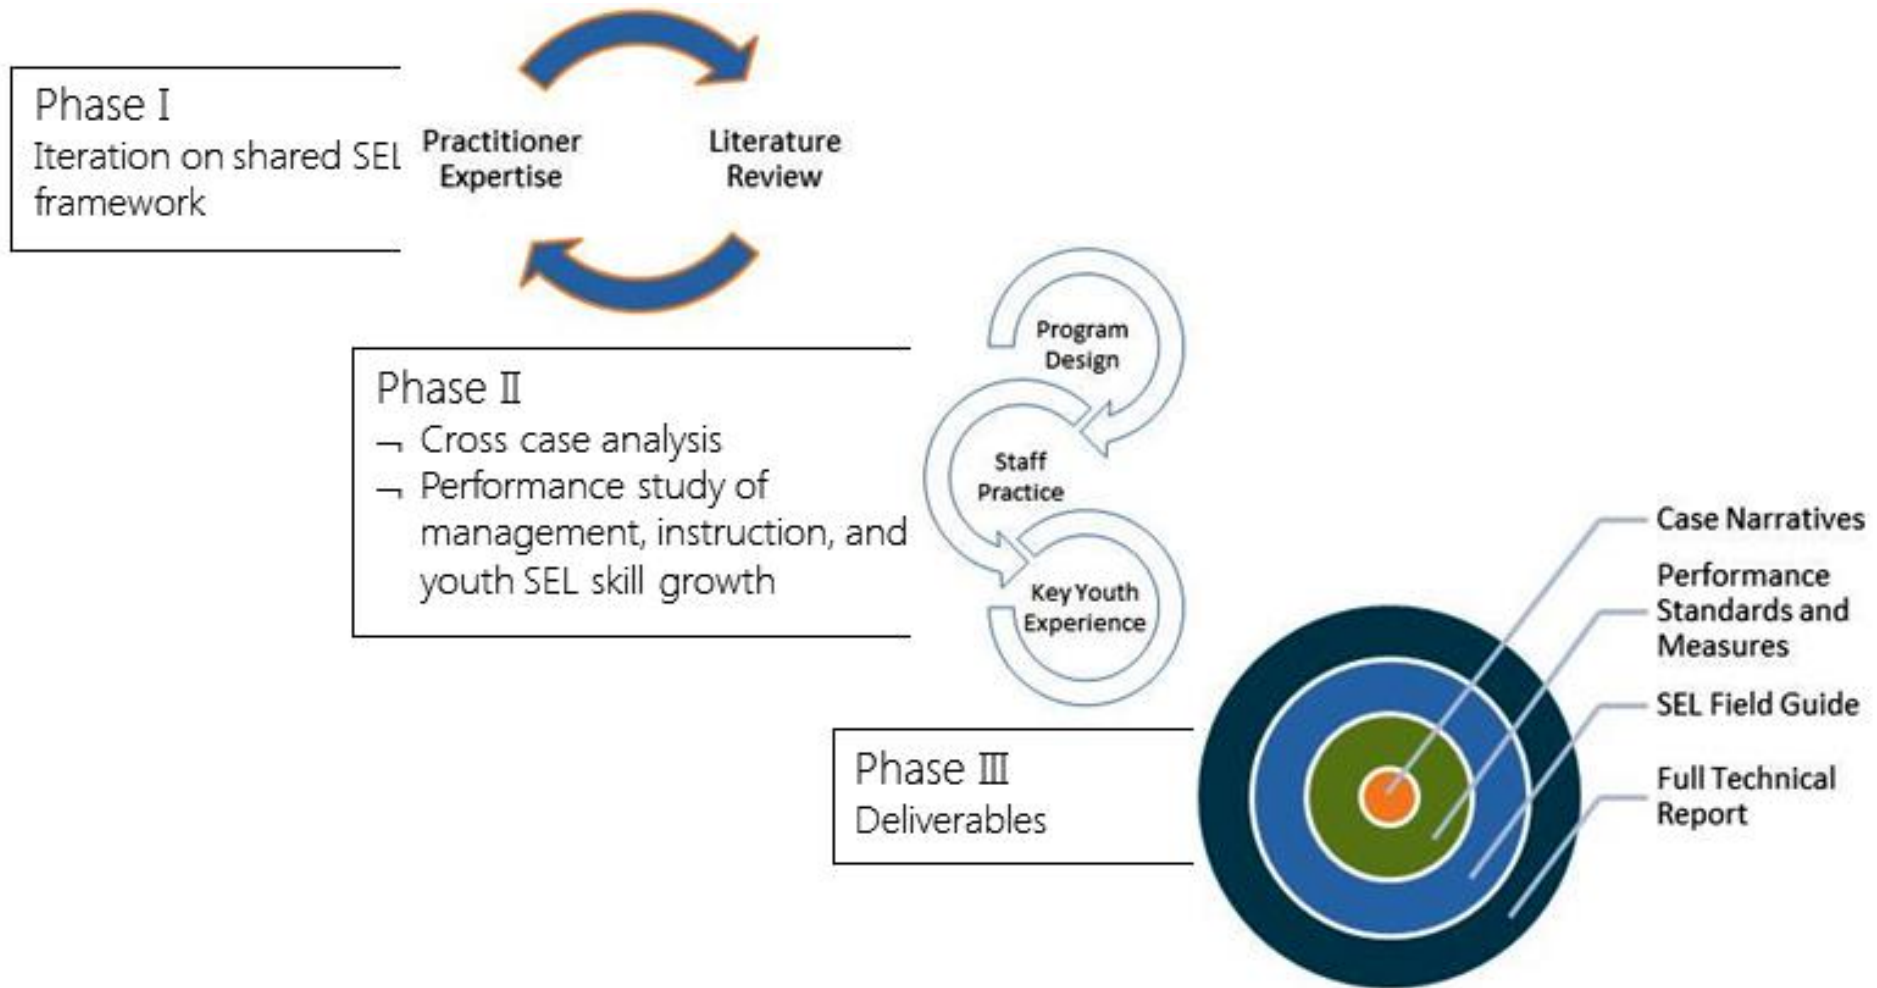 Phase Ⅰ
Iteration on shared SEL
framework
Practitioner
Expertise
Literature
Review
Phase Ⅱ
¬ Cross case analysis
¬ Performance study of
management, instruction, and
youth SEL skill growth
Program
Design
Staff
Practice
Key Youth
Experience
Phase Ⅲ
Deliverables
Case Narratives
Performance
Standards and
Measures
SEL Field Guide
Full Technical
Report